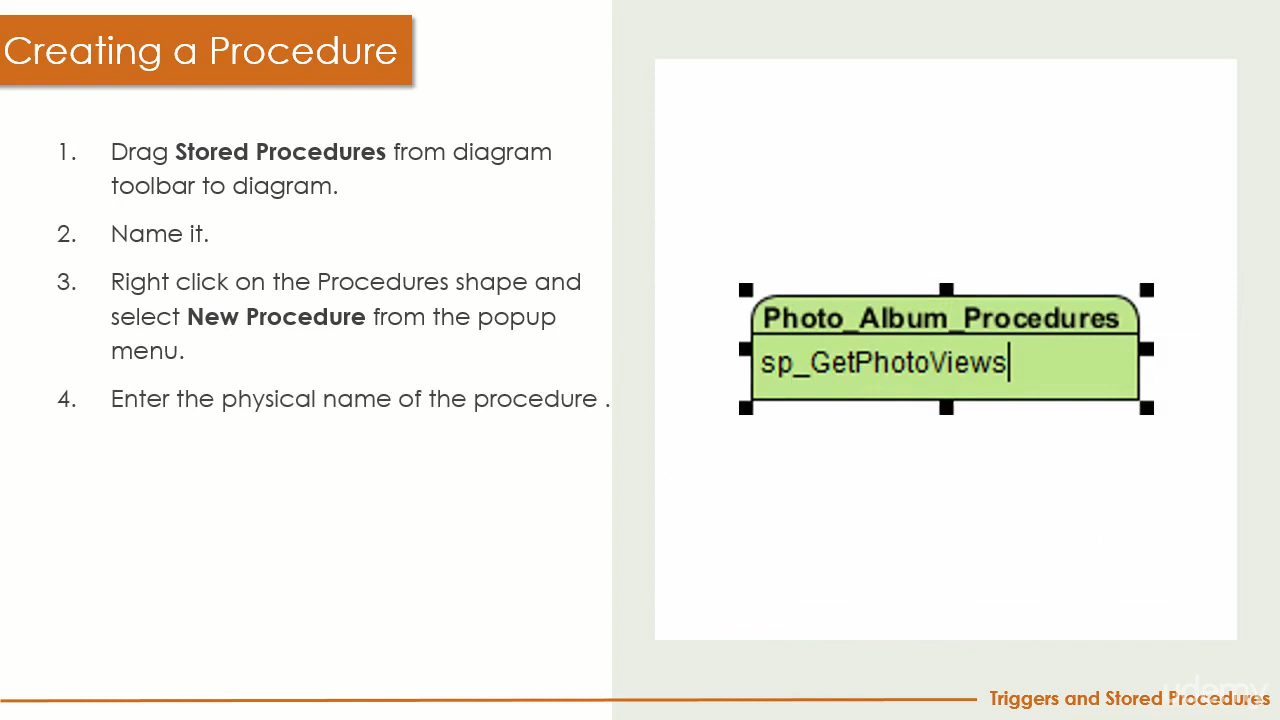 Creating a Procedure
1. Drag Stored Procedures from diagram
toolbar to diagram.
2. Name it.
3. Right click on the Procedures shape and
select New Procedure from the popup
menu.
4. Enter the physical name of the procedure .
Photo_Album_Procedures
sp_GetPhotoViews
Triggers and Stored Procedures
udemy